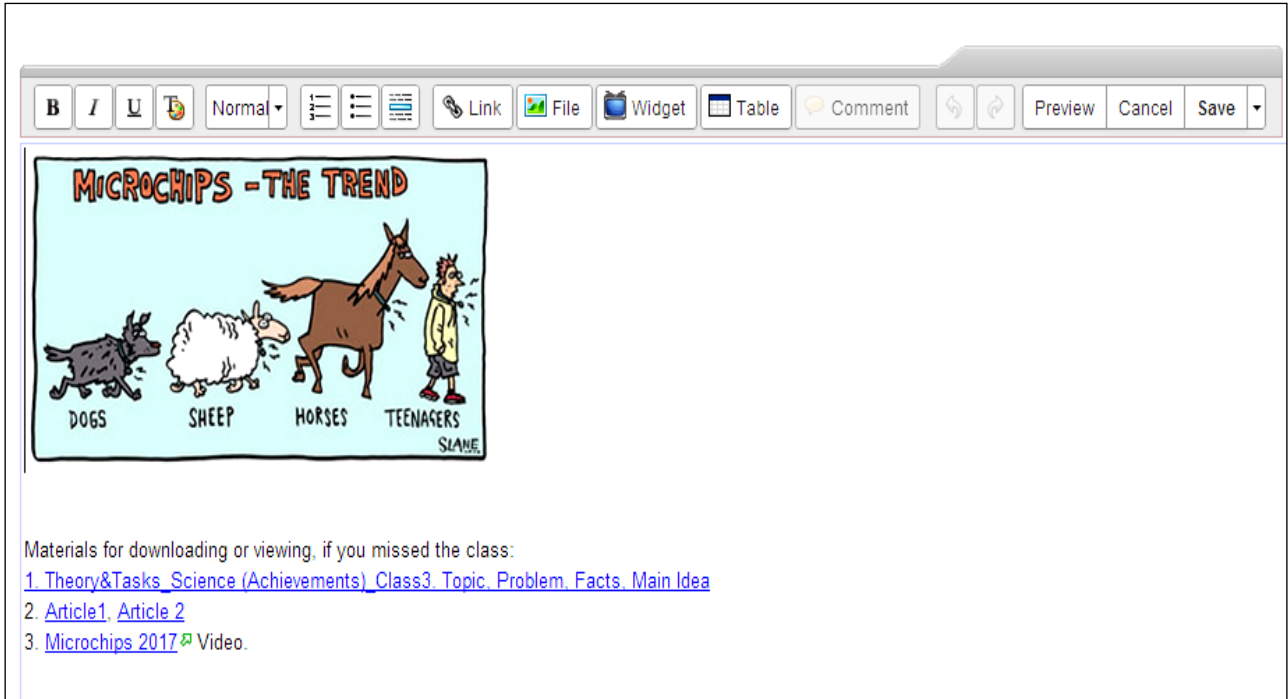 B I U T Normal Link File Widget Table Comment Preview Cancel Save
MICROCHIPS - THE TREND
DOGS SHEEP HORSES TEENAGERS
SLANE
Materials for downloading or viewing, if you missed the class:
1. Theory&Tasks_Science (Achievements)_Class3. Topic, Problem, Facts, Main Idea
2. Article1, Article 2
3. Microchips 2017 Video.